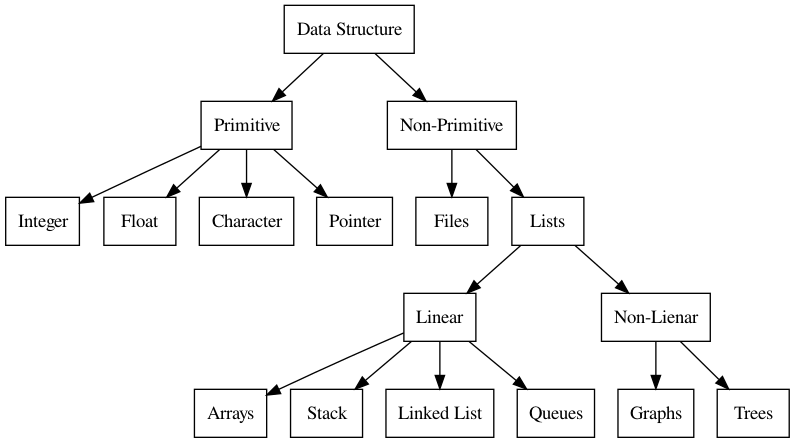 Data Structure
Primitive
Non-Primitive
Integer
Float
Character
Pointer
Files
Lists
Linear
Non-Lienar
Arrays
Stack
Linked List
Queues
Graphs
Trees